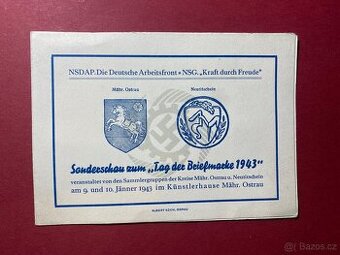 NSDAP. Die Deutsche Arbeitsfront • NSG. „Kraft durch Freude“
Mähr. Ostrau
Neutitschein
Sonderschau zum „Tag der Briefmarke 1943“
veranstaltet von den Sammlergruppen der Kreise Mähr. Ostrau u. Neutitschein
am 9. und 10. Jänner 1943 im Künstlerhause Mähr. Ostrau
Bazos.cz